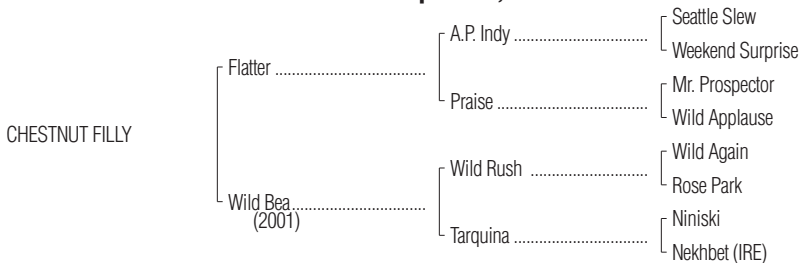 Seattle Slew
A.P. Indy
Weekend Surprise
Flatter
Mr. Prospector
Praise
Wild Applause
CHESTNUT FILLY
Wild Again
Wild Rush
Rose Park
Wild Bea
(2001)
Niniski
Tarquina
Nekhbet (IRE)